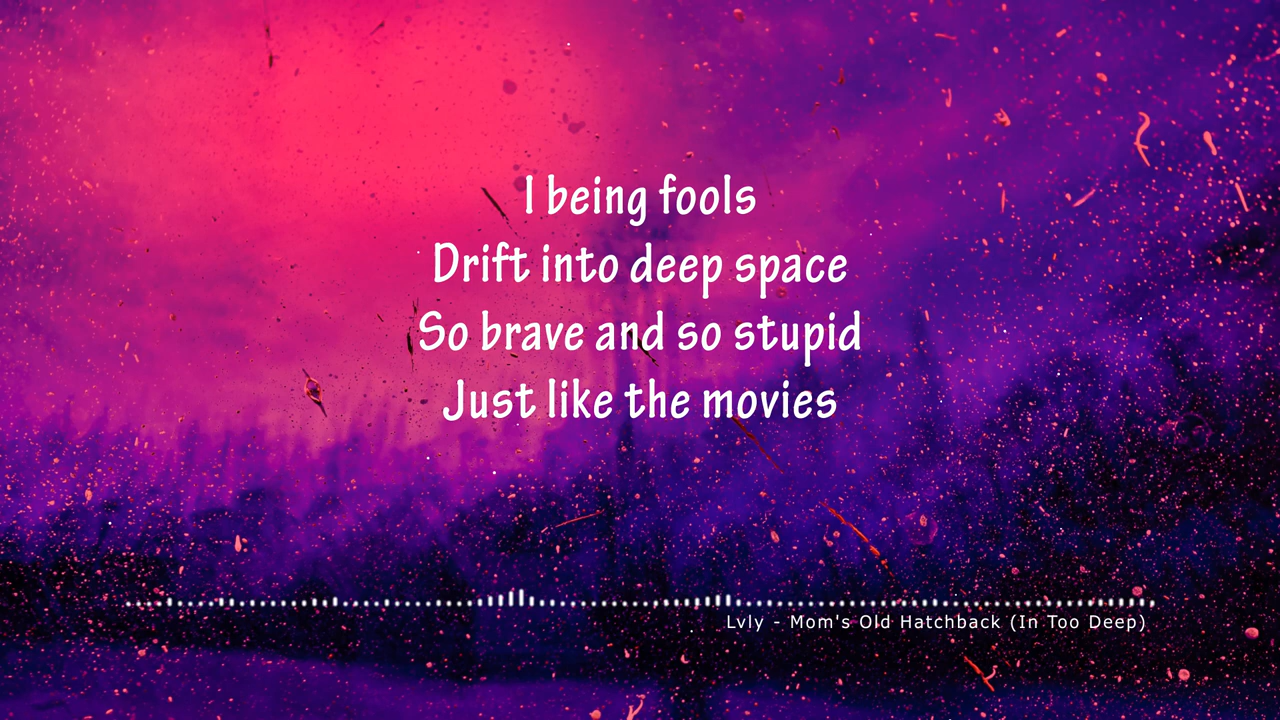 I being fools
Drift into deep space
So brave and so stupid
Just like the movies
Lvly - Mom's Old Hatchback (In Too Deep)